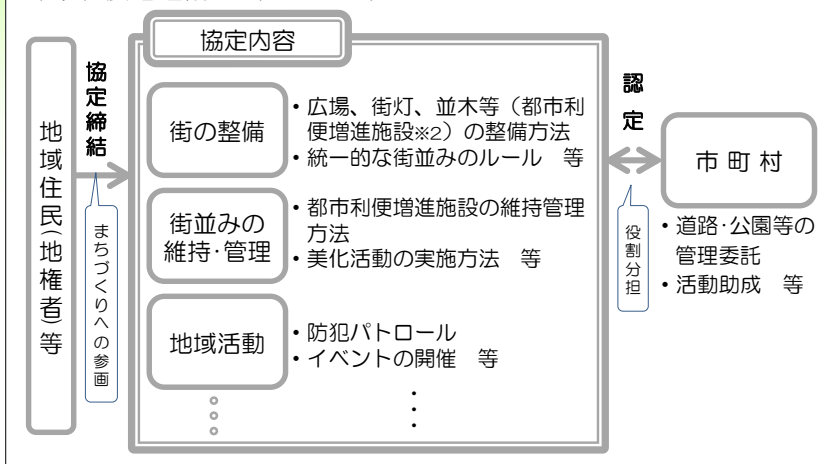 協定内容
地域住民(地権者)等
協定締結
まちづくりへの参画
街の整備
・広場、街灯、並木等（都市利
便増進施設※2）の整備方法
・統一的な街並みのルール　等
街並みの
維持・管理
・都市利便増進施設の維持管理
方法
・美化活動の実施方法　等
地域活動
・防犯パトロール
・イベントの開催　等
認定
役割分担
市町村
・道路・公園等の
管理委託
・活動助成　等